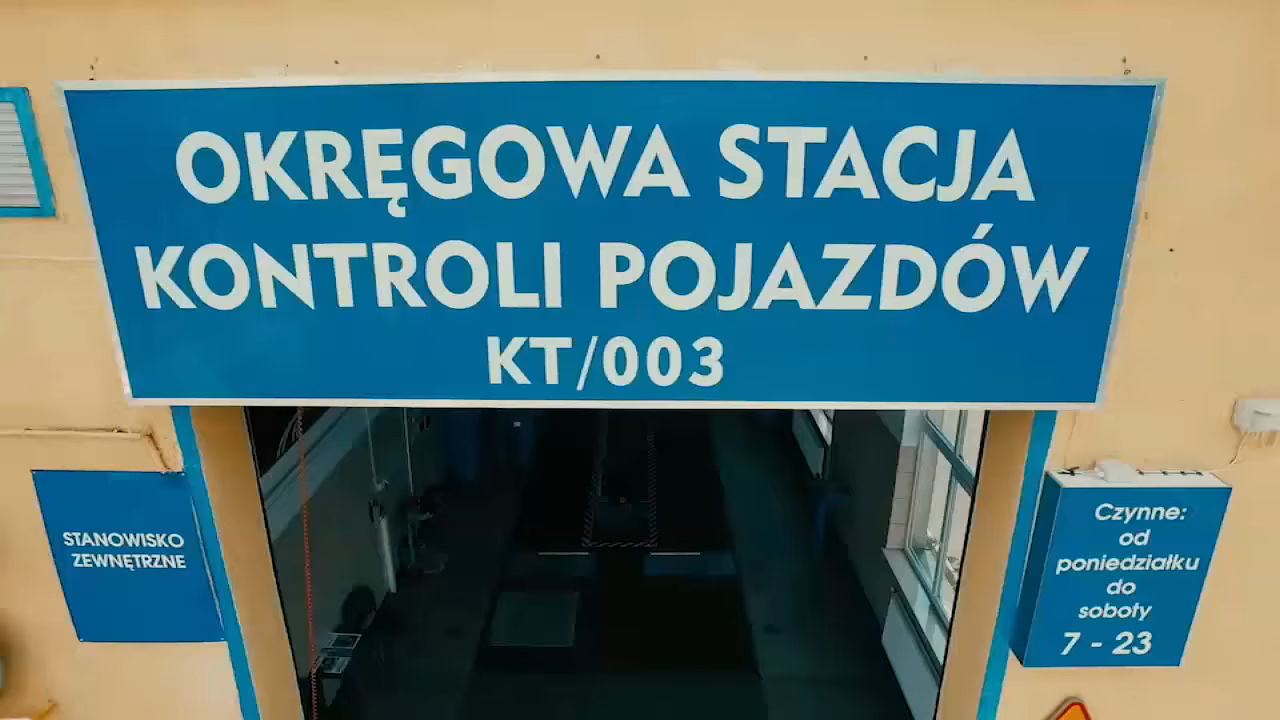 OKRĘGOWA STACJA
KONTROLI POJAZDÓW
KT/003
STANOWISKO
ZEWNĘTRZNE
Czynne:
od
poniedziałku
do
soboty
7 - 23